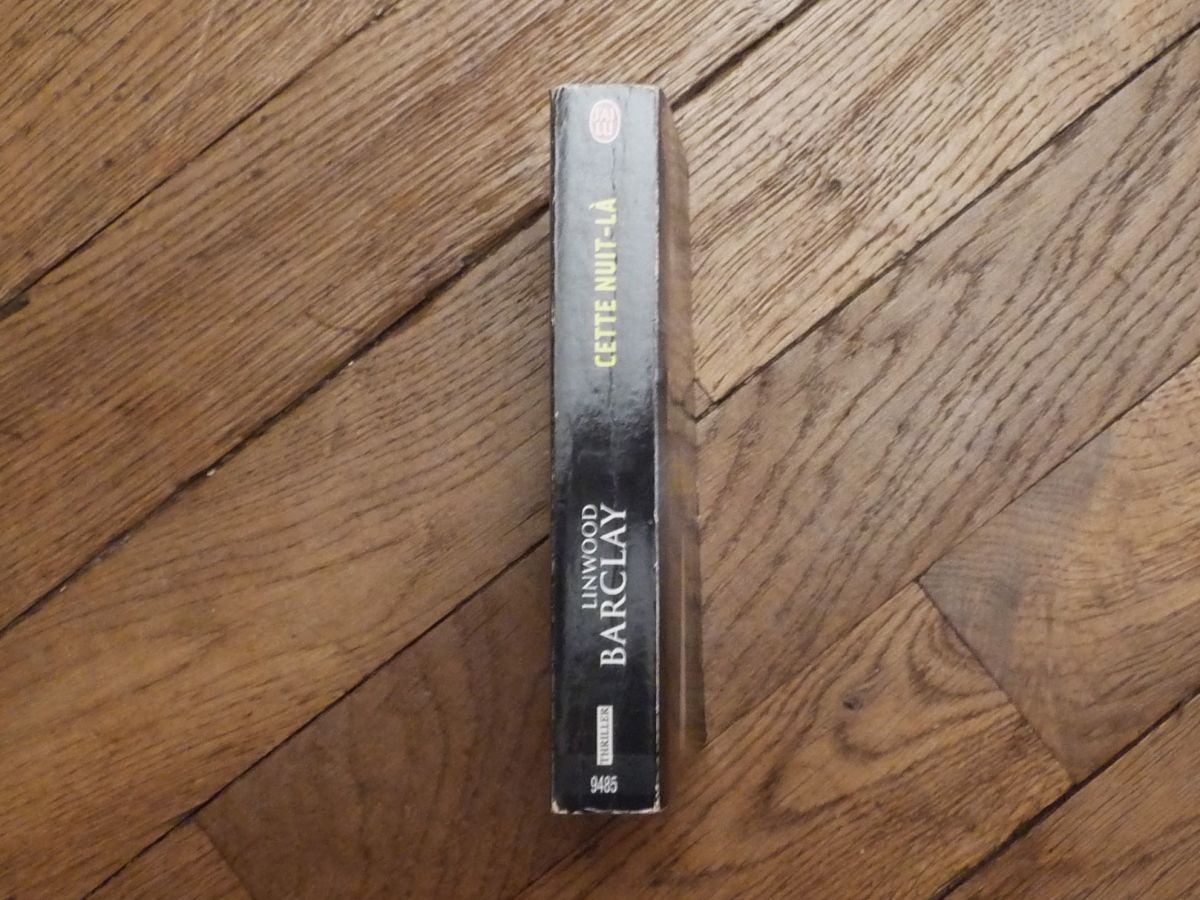 J'AI
LU
CETTE NUIT-LÀ
LINWOOD
BARCLAY
THRILLER
9485